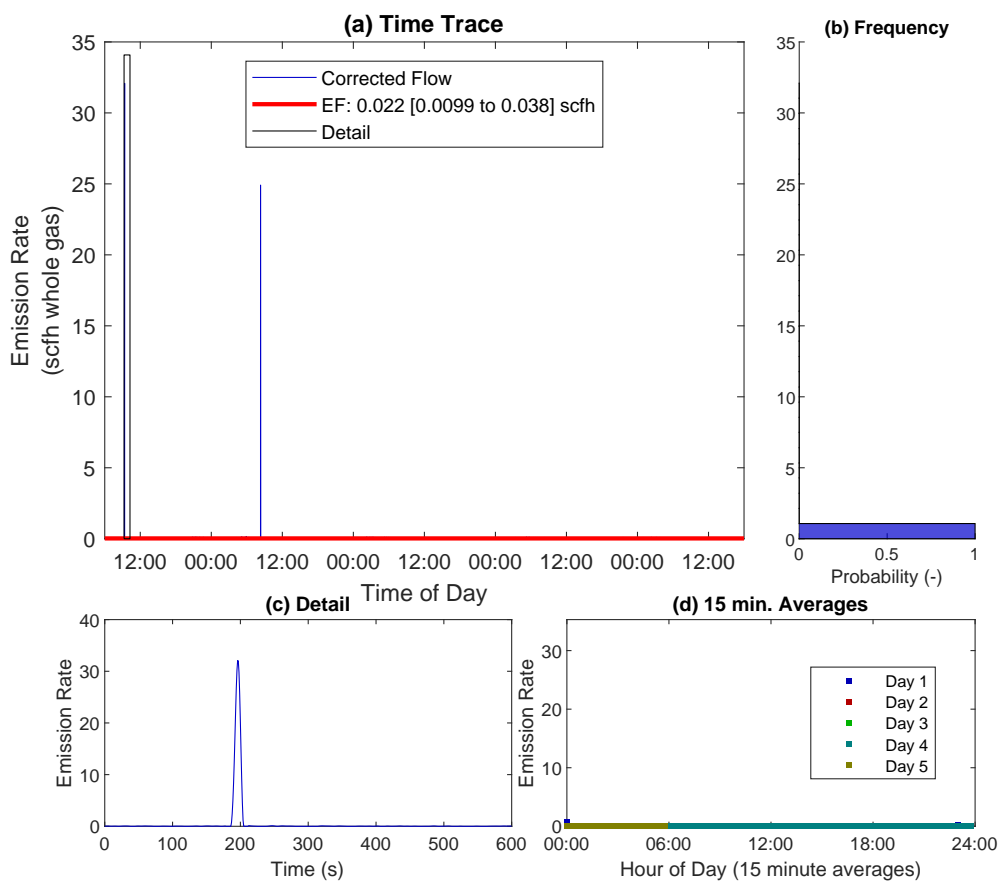 (a) Time Trace
35
30
25
20
15
10
5
0
Emission Rate
(scfh whole gas)
Corrected Flow
EF: 0.022 [0.0099 to 0.038] scfh
Detail
12:00 00:00 12:00 00:00 12:00 00:00 12:00 00:00 12:00
Time of Day
(b) Frequency
35
30
25
20
15
10
5
0
0 0.5 1
Probability (-)
(c) Detail
40
30
20
10
0
Emission Rate
0 100 200 300 400 500 600
Time (s)
(d) 15 min. Averages
30
20
10
0
Emission Rate
Day 1
Day 2
Day 3
Day 4
Day 5
00:00 06:00 12:00 18:00 24:00
Hour of Day (15 minute averages)